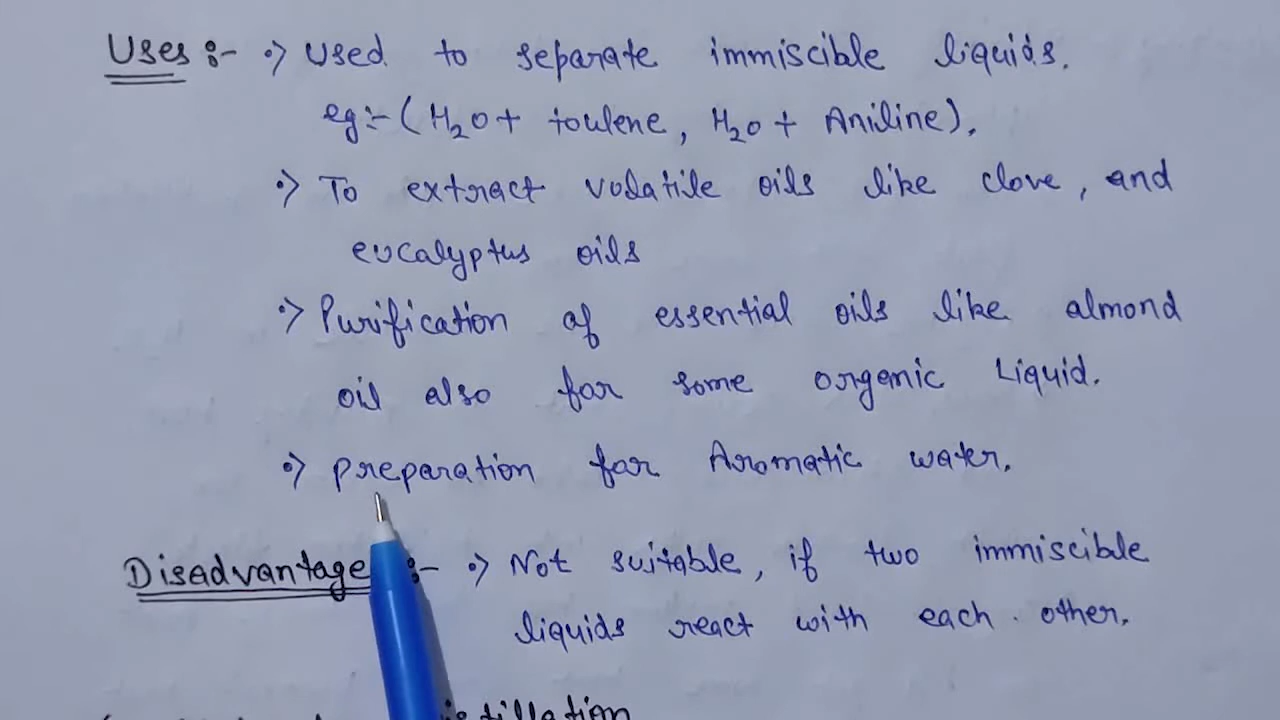 Uses :- •> Used to separate immiscible liquids.
eg:- (H₂O + toulene, H₂O + Aniline).
•> To extract volatile oils like clove, and
eucalyptus oils
•> Purification of essential oils like almond
oil also for some orgenic Liquid.
•> preparation for Aromatic water.
Disadvantage :- •> Not suitable, if two immiscible
liquids react with each other.